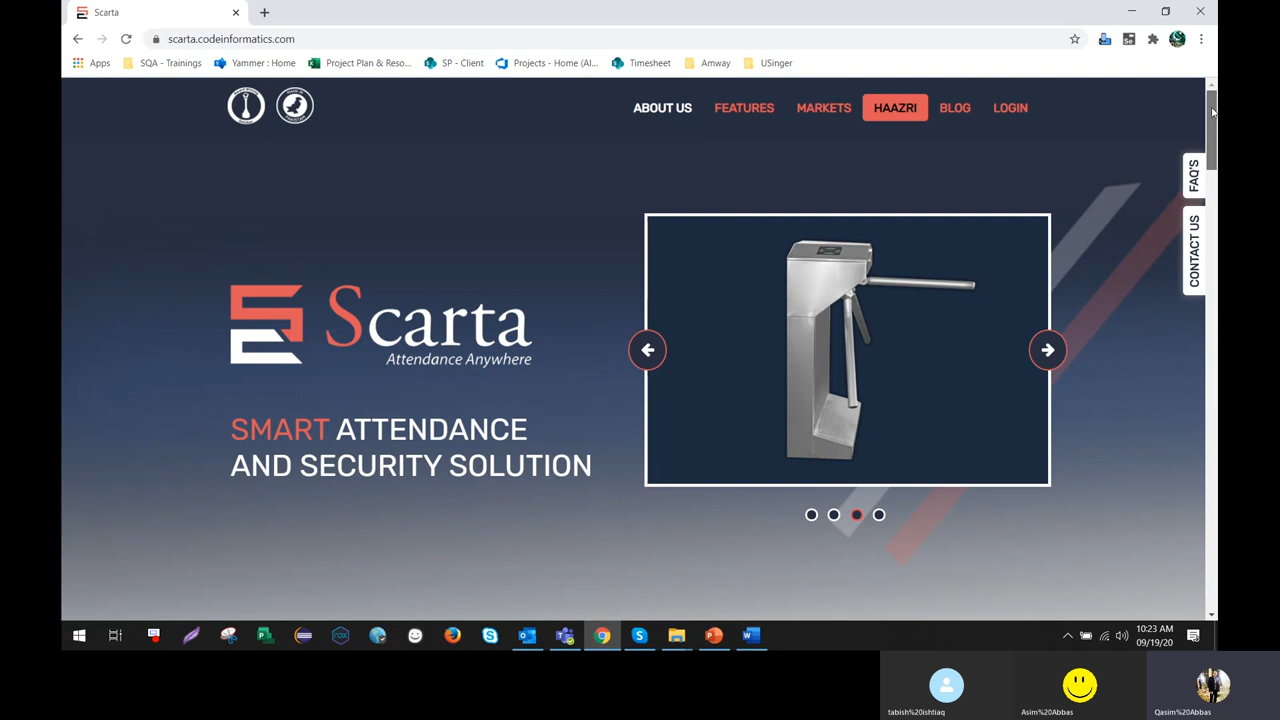 Scarta
scarta.codeinformatics.com
Apps
SQA - Trainings
Yammer : Home
Project Plan & Reso...
SP - Client
Projects - Home (Al...
Timesheet
Amway
USinger
ABOUT US
FEATURES
MARKETS
HAAZRI
BLOG
LOGIN
FAQ'S
CONTACT US
Scarta
Attendance Anywhere
SMART ATTENDANCE
AND SECURITY SOLUTION
10:23 AM
09/19/20
tabish%20ishtiaq
Asim%20Abbas
Qasim%20Abbas